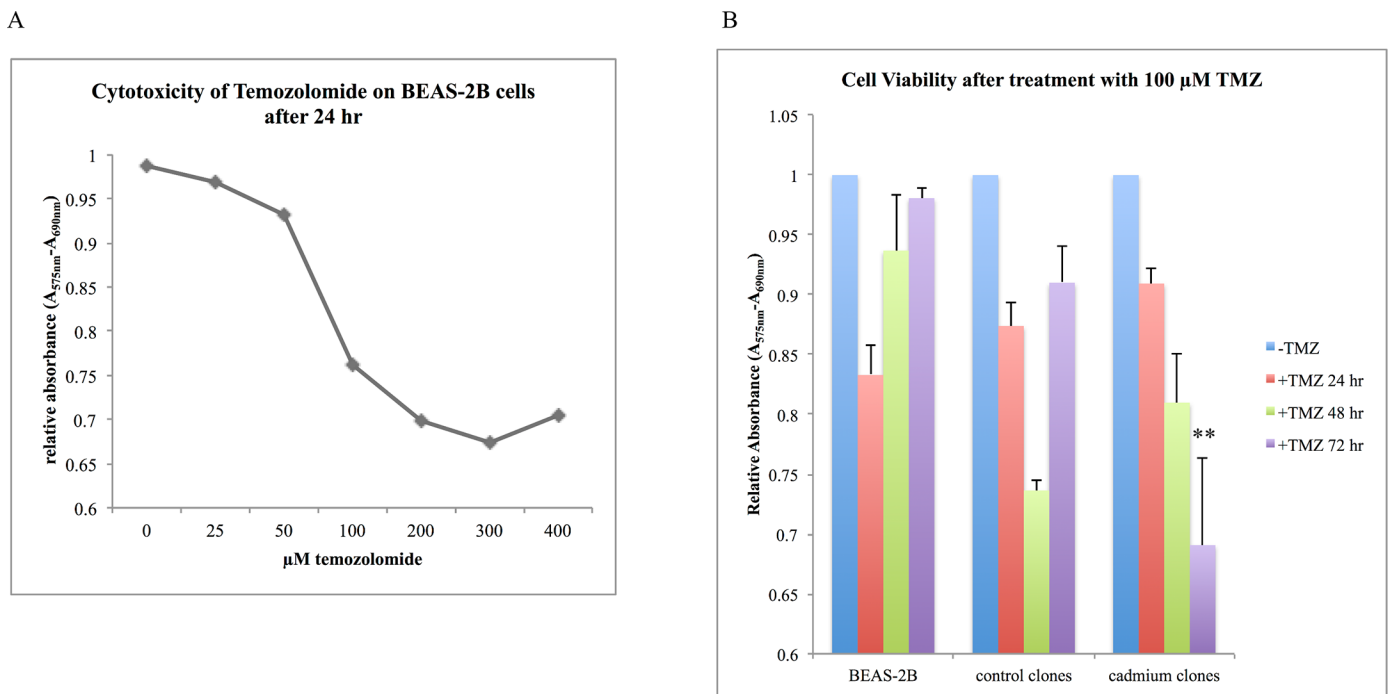 A
Cytotoxicity of Temozolomide on BEAS-2B cells
after 24 hr
relative absorbance (A575nm-A690nm)
1
0.95
0.9
0.85
0.8
0.75
0.7
0.65
0.6
0 25 50 100 200 300 400
µM temozolomide
B
Cell Viability after treatment with 100 µM TMZ
Relative Absorbance (A575nm-A690nm)
1.05
1
0.95
0.9
0.85
0.8
0.75
0.7
0.65
0.6
**
BEAS-2B control clones cadmium clones
-TMZ
+TMZ 24 hr
+TMZ 48 hr
+TMZ 72 hr